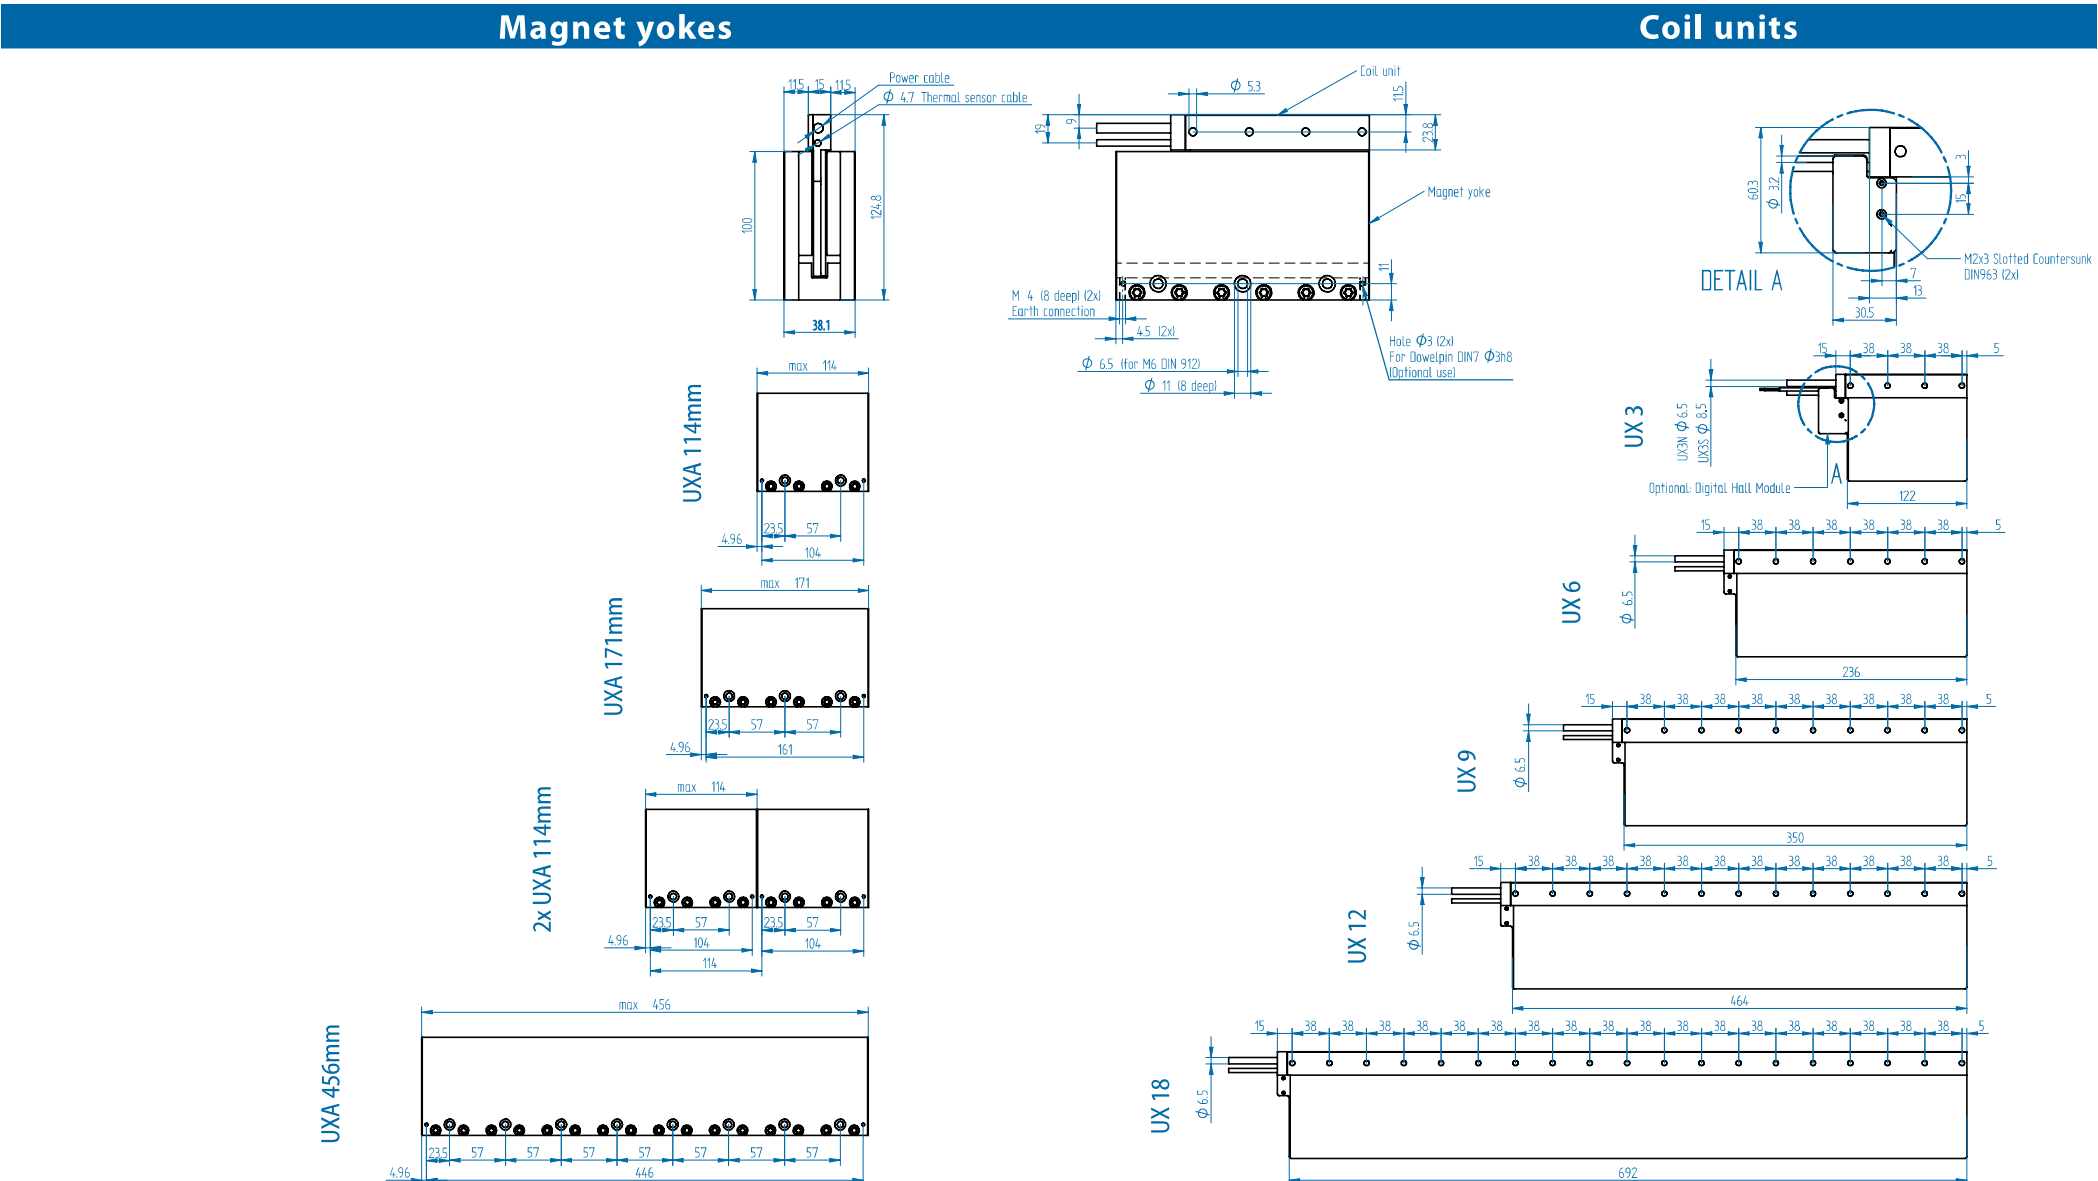 Magnet yokes
Coil units
11.5 15 11.5
Power cable
Φ 4.7 Thermal sensor cable
100
124.8
38.1
Coil unit
Φ 5.3
11.5
23.8
19
9
Magnet yoke
11
M 4 (8 deep) (2x)
Earth connection
4.5 (2x)
Φ 6.5 (for M6 DIN 912)
Φ 11 (8 deep)
Hole Φ3 (2x)
For Dowelpin DIN7 Φ3h8
(Optional use)
60.3
Φ 3.2
3
15
M2x3 Slotted Countersunk
DIN963 (2x)
DETAIL A
7
13
30.5
UXA 114mm
max 114
23.5 57
4.96
104
UXA 171mm
max 171
23.5 57 57
4.96
161
2x UXA 114mm
max 114
23.5 57 23.5 57
4.96
104 104
114
UXA 456mm
max 456
23.5 57 57 57 57 57 57 57
4.96
446
UX 3
15 38 38 38 5
UX3N Φ 6.5
UX3S Φ 8.5
A
Optional: Digital Hall Module
122
UX 6
15 38 38 38 38 38 38 5
Φ 6.5
236
UX 9
15 38 38 38 38 38 38 38 38 38 5
Φ 6.5
350
UX 12
15 38 38 38 38 38 38 38 38 38 38 38 38 5
Φ 6.5
464
UX 18
15 38 38 38 38 38 38 38 38 38 38 38 38 38 38 38 38 38 38 5
Φ 6.5
692